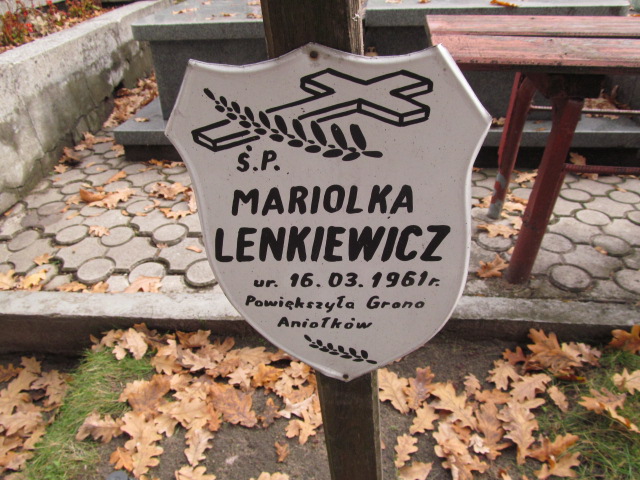 Ś.P.
MARIOLKA
LENKIEWICZ
ur. 16.03.1961r.
Powiększyła Grono
Aniołków